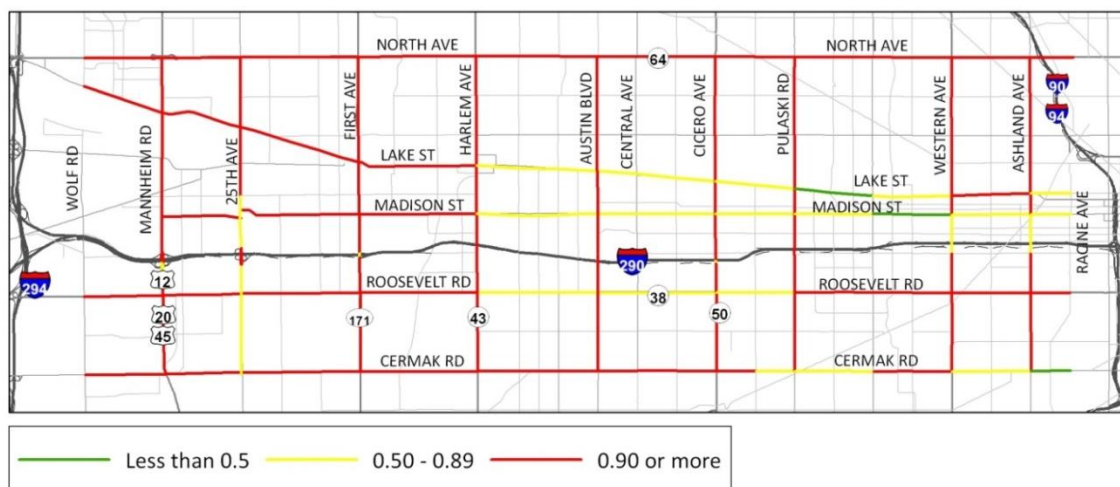 NORTH AVE
NORTH AVE
64
90
94
WOLF RD
MANNHEIM RD
25TH AVE
FIRST AVE
HARLEM AVE
AUSTIN BLVD
CENTRAL AVE
CICERO AVE
PULASKI RD
WESTERN AVE
ASHLAND AVE
RACINE AVE
LAKE ST
LAKE ST
MADISON ST
MADISON ST
290
294
12
ROOSEVELT RD
38
ROOSEVELT RD
20
45
171
43
50
CERMAK RD
CERMAK RD
Less than 0.5
0.50 - 0.89
0.90 or more